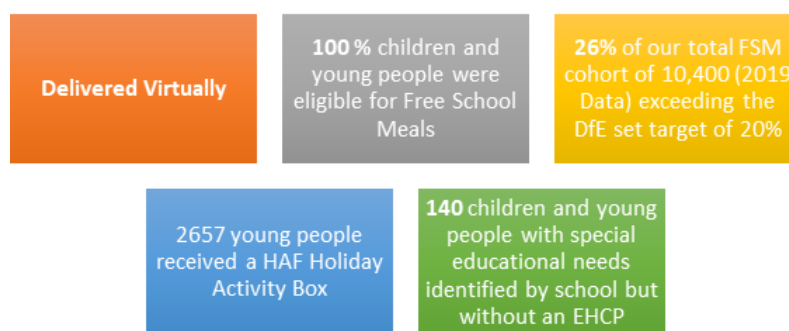 Delivered Virtually
100 % children and
young people were
eligible for Free School
Meals
26% of our total FSM
cohort of 10,400 (2019
Data) exceeding the
DfE set target of 20%
2657 young people
received a HAF Holiday
Activity Box
140 children and young
people with special
educational needs
identified by school but
without an EHCP